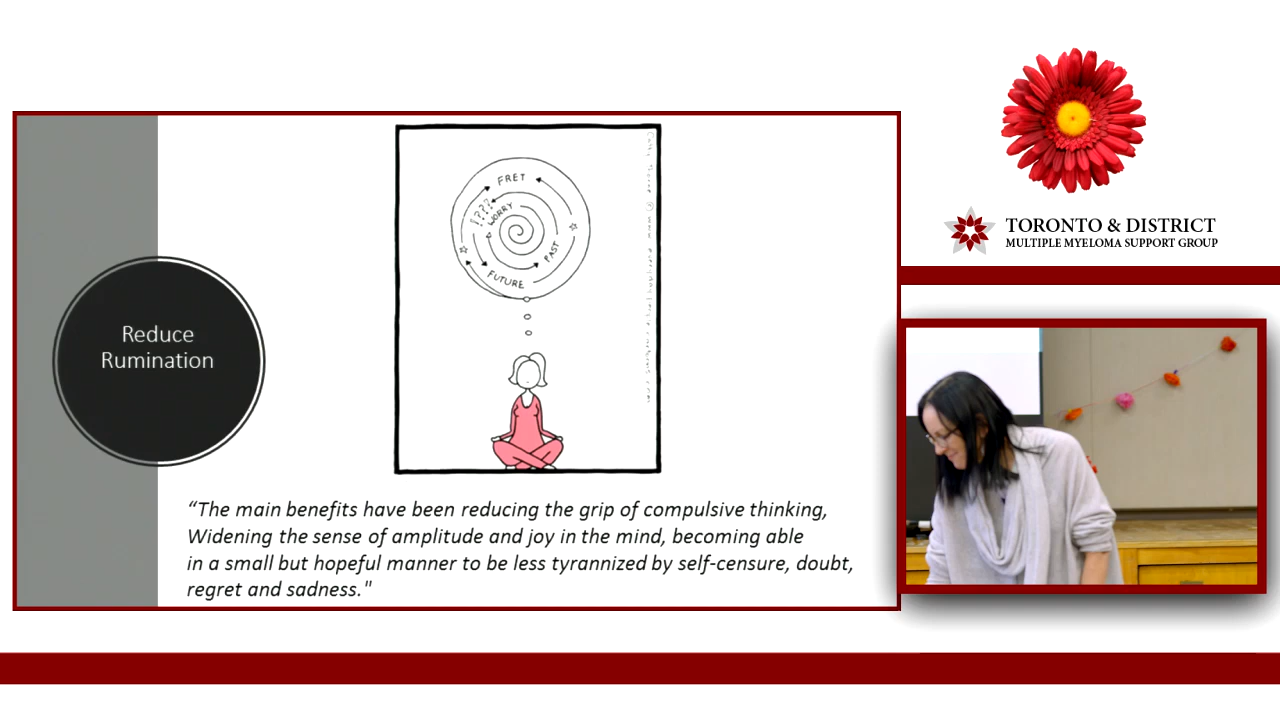 TORONTO & DISTRICT
MULTIPLE MYELOMA SUPPORT GROUP
Reduce
Rumination
FRET
????
WORRY
PAST
FUTURE
“The main benefits have been reducing the grip of compulsive thinking,
Widening the sense of amplitude and joy in the mind, becoming able
in a small but hopeful manner to be less tyrannized by self-censure, doubt,
regret and sadness."